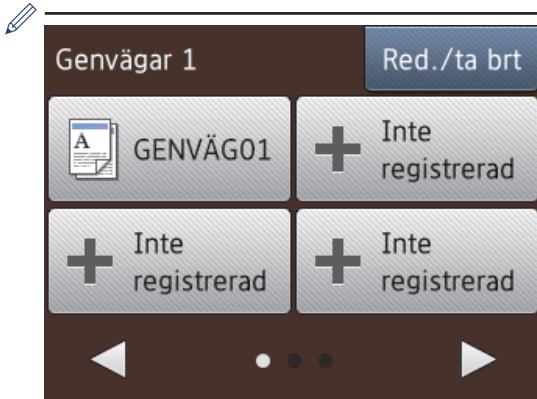 Genvägar 1
Red./ta brt
A
GENVÄG01
Inte
registrerad
Inte
registrerad
Inte
registrerad